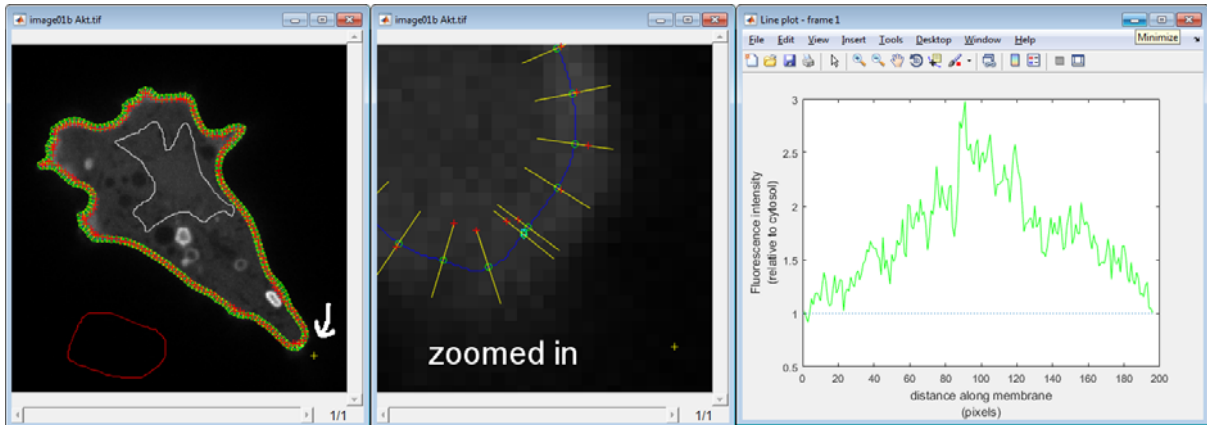 image01b Akt.tif
1/1
image01b Akt.tif
zoomed in
1/1
Line plot - frame 1
File Edit View Insert Tools Desktop Window Help
Minimize
3
2.5
2
1.5
1
0.5
Fluorescence intensity
(relative to cytosol)
0 20 40 60 80 100 120 140 160 180 200
distance along membrane
(pixels)